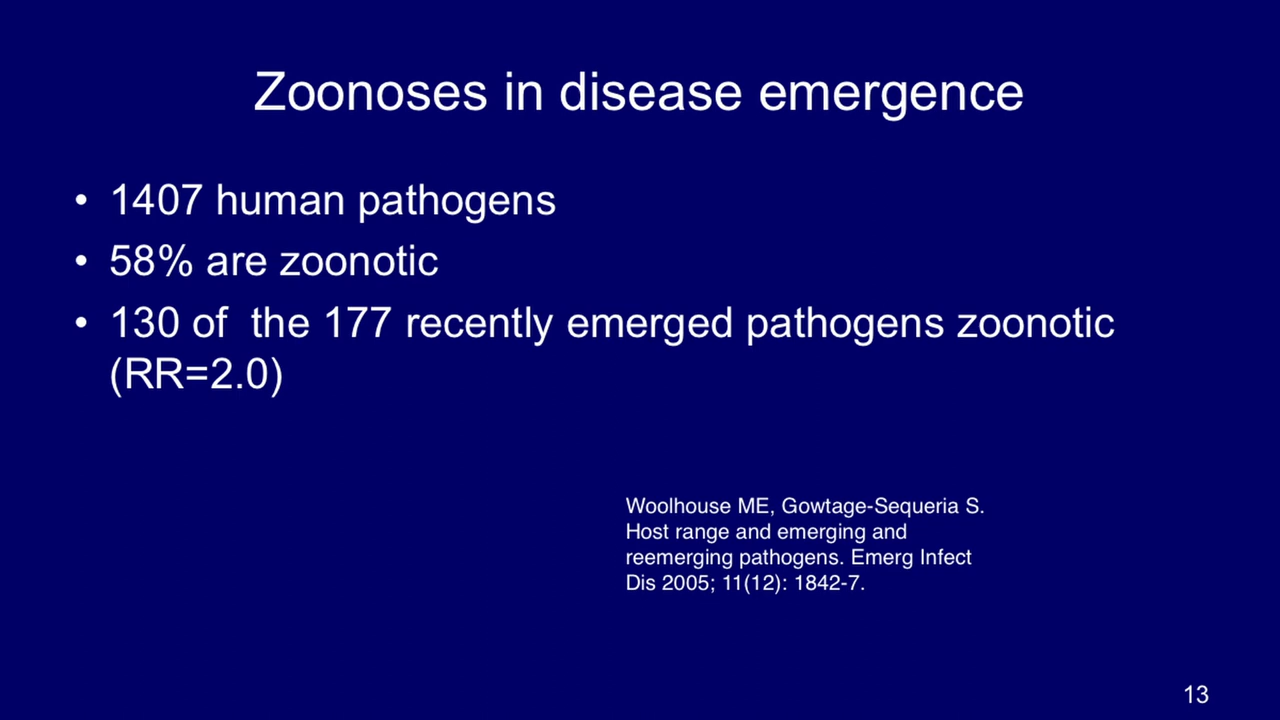 Zoonoses in disease emergence
• 1407 human pathogens
• 58% are zoonotic
• 130 of  the 177 recently emerged pathogens zoonotic
(RR=2.0)
Woolhouse ME, Gowtage-Sequeria S.
Host range and emerging and
reemerging pathogens. Emerg Infect
Dis 2005; 11(12): 1842-7.
13